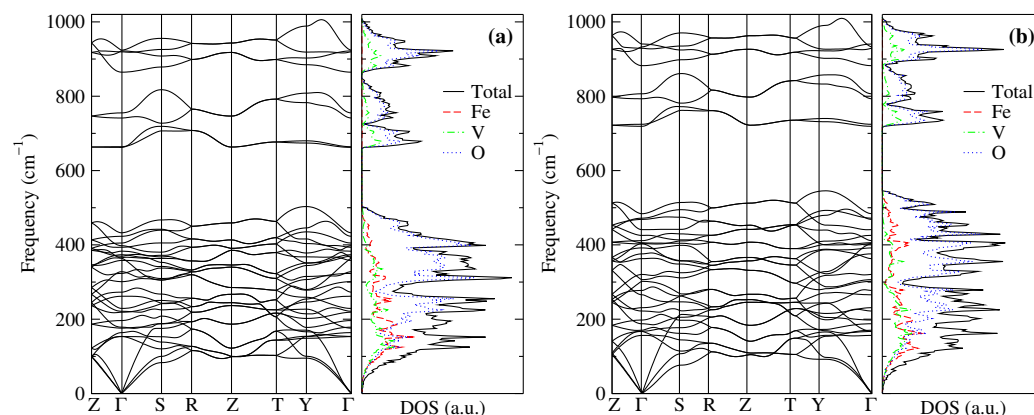 1000
800
600
400
200
0
Frequency (cm⁻¹)
Z Γ S R Z T Y Γ
(a)
Total
Fe
V
O
DOS (a.u.)
1000
800
600
400
200
0
Frequency (cm⁻¹)
Z Γ S R Z T Y Γ
(b)
Total
Fe
V
O
DOS (a.u.)